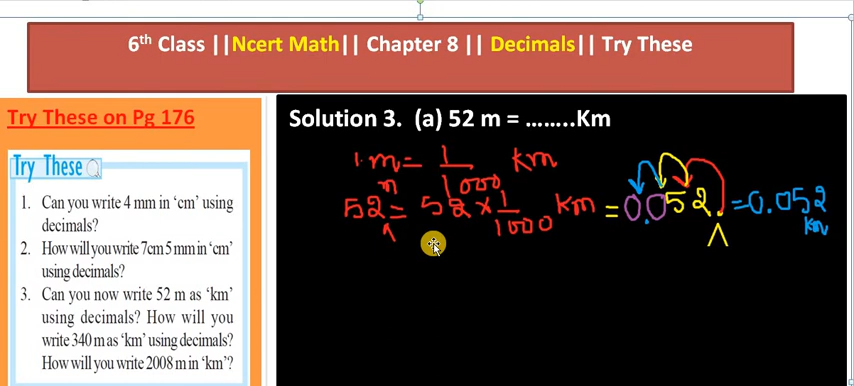 6th Class ||Ncert Math|| Chapter 8 || Decimals|| Try These
Try These on Pg 176
Try These
1. Can you write 4 mm in 'cm' using
decimals?
2. How will you write 7cm 5 mm in 'cm'
using decimals?
3. Can you now write 52 m as 'km'
using decimals? How will you
write 340 m as 'km' using decimals?
How will you write 2008 m in 'km'?
Solution 3. (a) 52 m = ........Km
1 m = 1/1000 km
52 m = 52 × 1/1000 km = 0.052. = 0.052 km